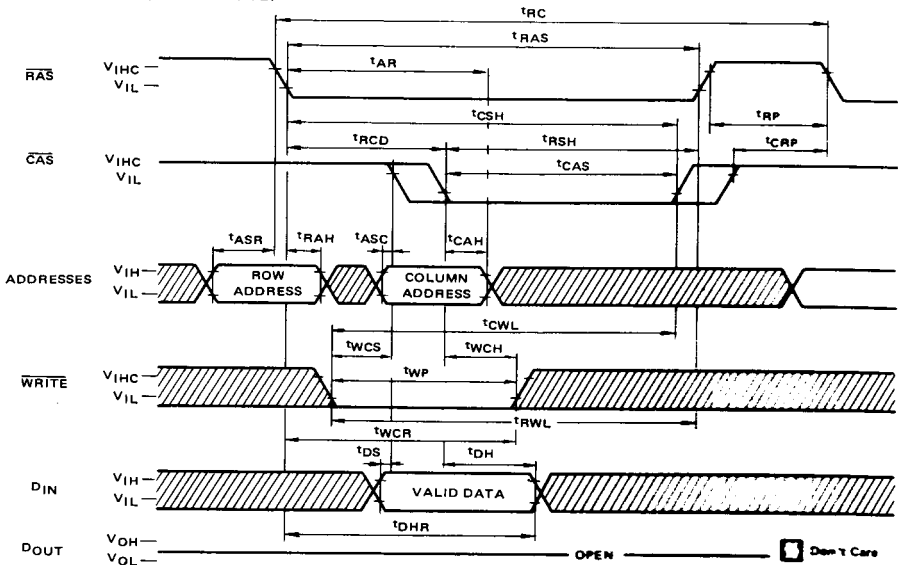 tRC
tRAS
tAR
RAS
VIHC
VIL
tCSH
tRP
tRCD
tRSH
tCRP
CAS
VIHC
VIL
tCAS
tASR
tRAH
tASC
tCAH
ADDRESSES
VIH
VIL
ROW ADDRESS
COLUMN ADDRESS
tCWL
tWCS
tWCH
WRITE
VIHC
VIL
tWP
tRWL
tWCR
tDS
tDH
DIN
VIH
VIL
VALID DATA
tDHR
DOUT
VOH
VOL
OPEN
Don't Care